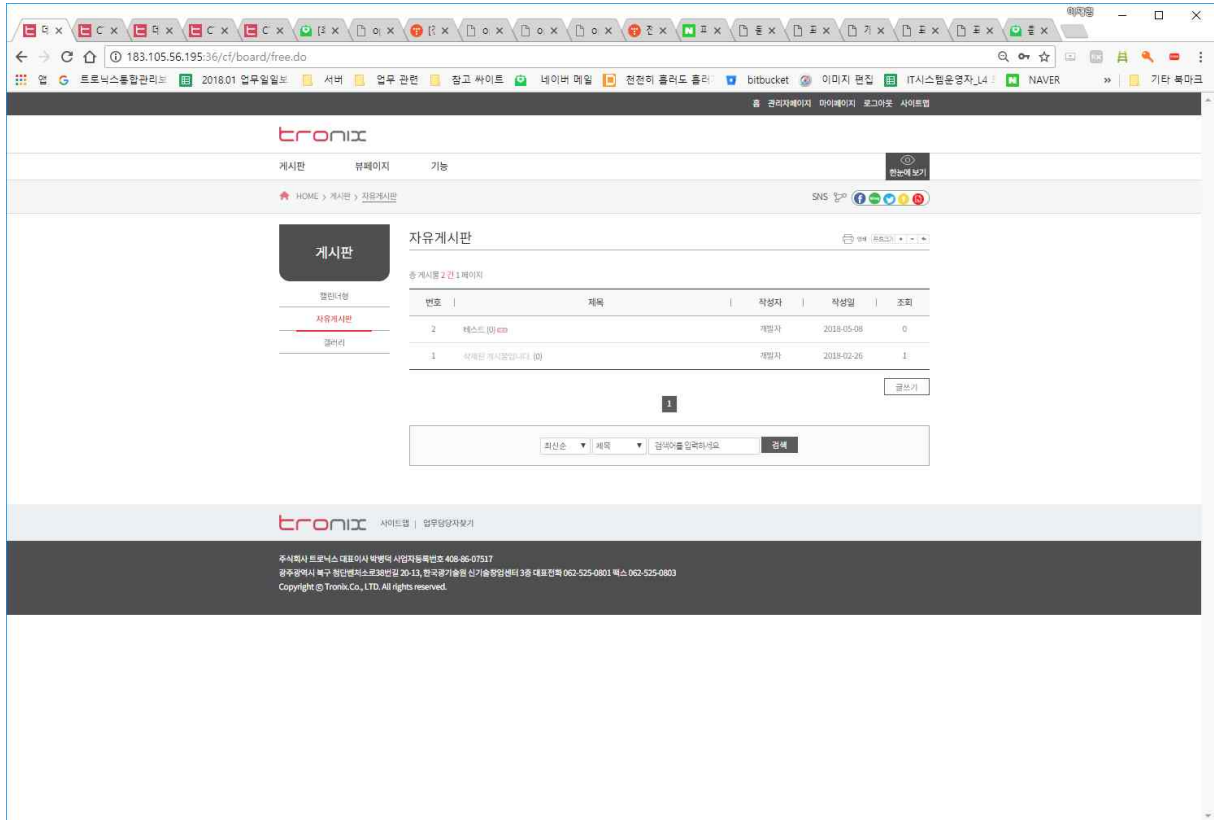 183.105.56.195:36/cf/board/free.do
앱 트로닉스통합관리 2018.01 업무일일보 서버 업무 관련 참고 싸이트 네이버 메일 천천히 흘러도 흘러 bitbucket 이미지 편집 IT시스템운영자_L4 NAVER » 기타 북마크
홈 관리자페이지 마이페이지 로그아웃 사이트맵
tronix
게시판 뷰페이지 기능
한눈에 보기
HOME > 게시판 > 자유게시판
SNS
게시판
캘린더형
자유게시판
갤러리
자유게시판
인쇄 폰트크기 + -
총 게시물 2 건 1 페이지
번호 제목 작성자 작성일 조회
2 테스트 (0) 개발자 2018-05-08 0
1 삭제된 게시물입니다. (0) 개발자 2018-02-26 1
글쓰기
1
최신순 ▼ 제목 ▼ 검색어를 입력하세요 검색
tronix 사이트맵 | 업무담당자찾기
주식회사 트로닉스 대표이사 박병덕 사업자등록번호 408-86-07517
광주광역시 북구 첨단벤처소로38번길 20-13, 한국광기술원 신기술창업센터 3층 대표전화 062-525-0801 팩스 062-525-0803
Copyright ⓒ Tronix.Co., LTD. All rights reserved.